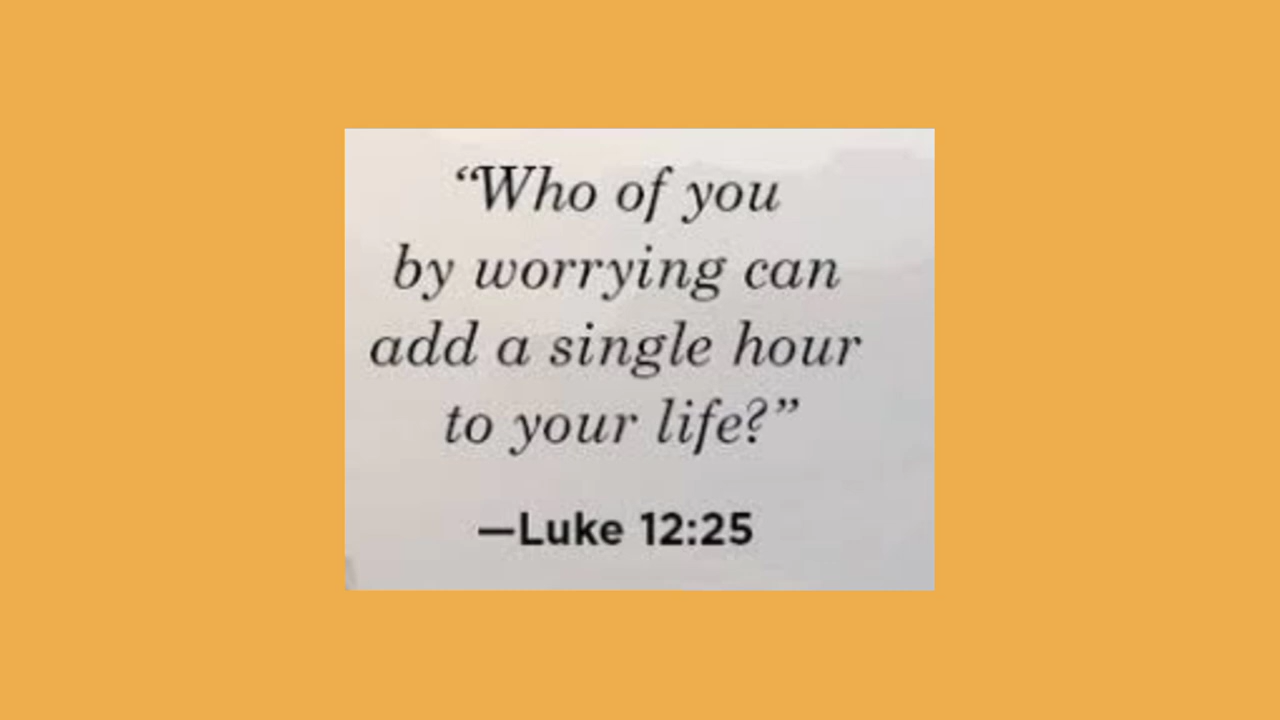 “Who of you
by worrying can
add a single hour
to your life?”
—Luke 12:25